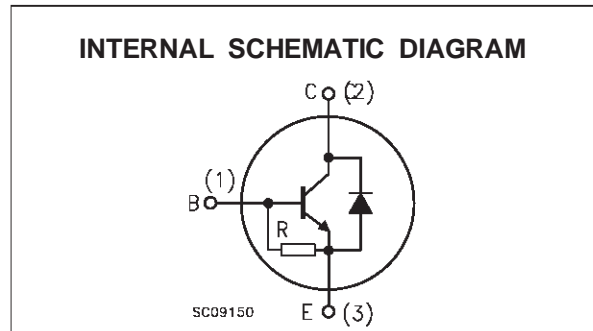 INTERNAL SCHEMATIC DIAGRAM
C (2)
(1)
B
R
SC09150
E (3)